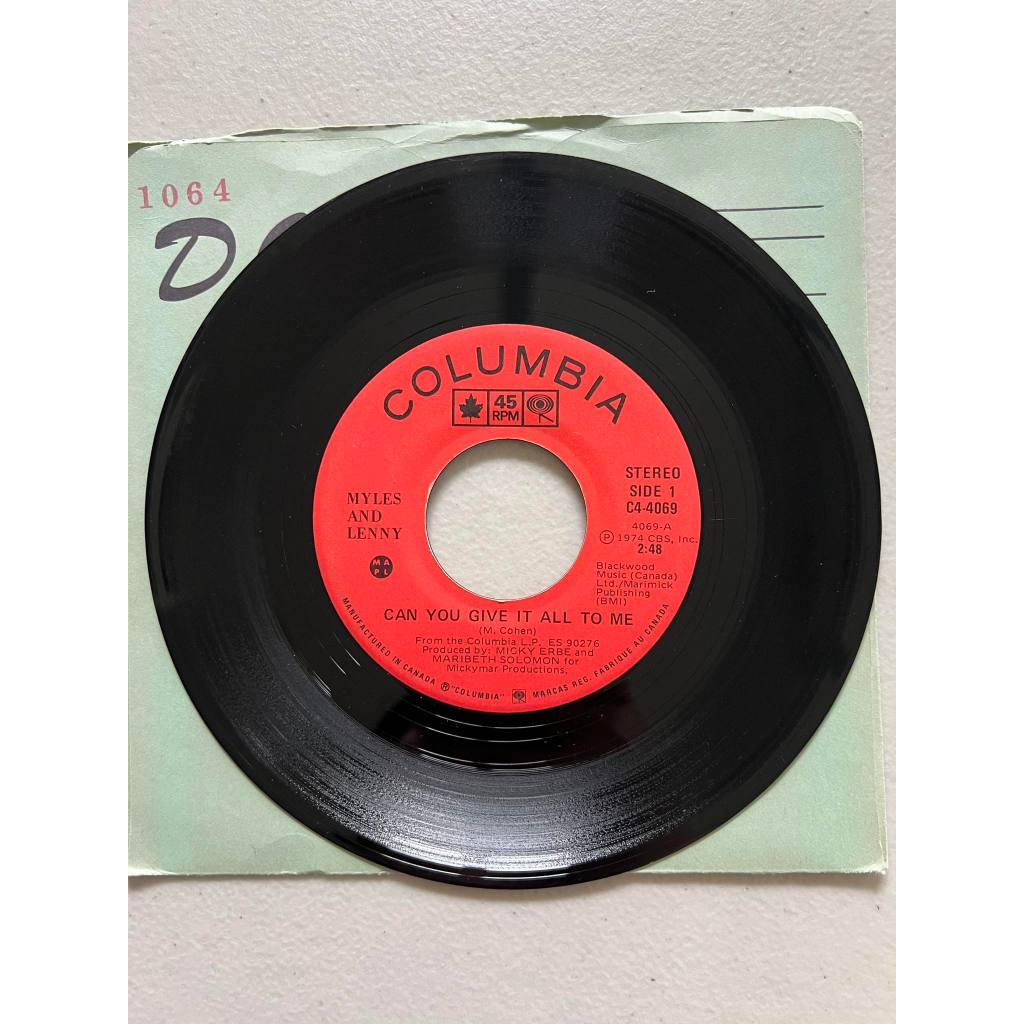 1064
COLUMBIA
45
RPM
MYLES
AND
LENNY
M A
P L
STEREO
SIDE 1
C4-4069
4069-A
Ⓟ 1974 CBS, Inc.
2:48
Blackwood
Music (Canada)
Ltd./Marimick
Publishing
(BMI)
CAN YOU GIVE IT ALL TO ME
(M. Cohen)
From the Columbia L.P. ES 90276
Produced by: MICKY ERBE and
MARIBETH SOLOMON for
Mickymar Productions.
MANUFACTURED IN CANADA ® "COLUMBIA" MARCAS REG. FABRIQUE AU CANADA